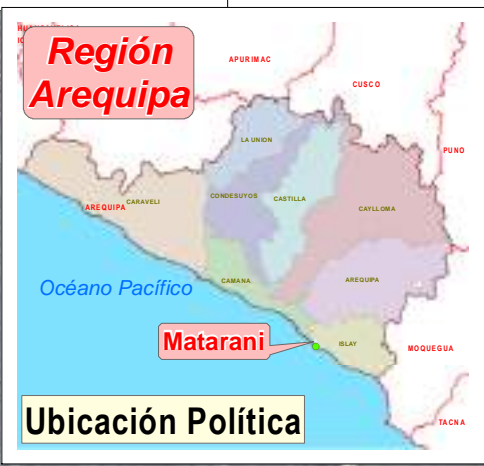 Región
Arequipa
APURIMAC
CUSCO
PUNO
LA UNION
CONDESUYOS
CASTILLA
CARAVELI
AREQUIPA
CAYLLOMA
CAMANA
AREQUIPA
Océano Pacífico
Matarani
ISLAY
MOQUEGUA
Ubicación Política
TACNA